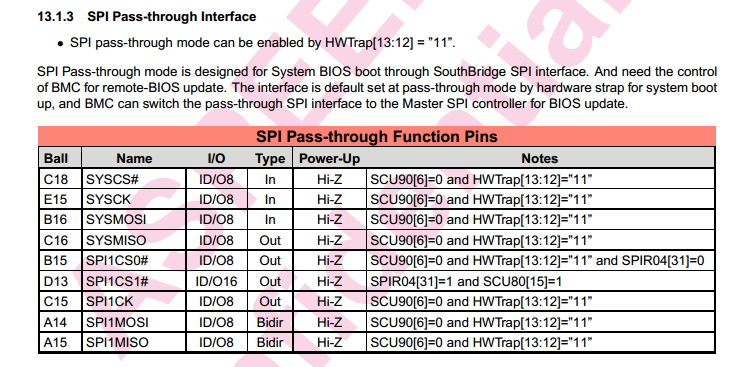 13.1.3 SPI Pass-through Interface
• SPI pass-through mode can be enabled by HWTrap[13:12] = ”11”.
SPI Pass-through mode is designed for System BIOS boot through SouthBridge SPI interface. And need the control
of BMC for remote-BIOS update. The interface is default set at pass-through mode by hardware strap for system boot
up, and BMC can switch the pass-through SPI interface to the Master SPI controller for BIOS update.
SPI Pass-through Function Pins
Ball Name I/O Type Power-Up Notes
C18 SYSCS# ID/O8 In Hi-Z SCU90[6]=0 and HWTrap[13:12]=”11”
E15 SYSCK ID/O8 In Hi-Z SCU90[6]=0 and HWTrap[13:12]=”11”
B16 SYSMOSI ID/O8 In Hi-Z SCU90[6]=0 and HWTrap[13:12]=”11”
C16 SYSMISO ID/O8 Out Hi-Z SCU90[6]=0 and HWTrap[13:12]=”11”
B15 SPI1CS0# ID/O8 Out Hi-Z SCU90[6]=0 and HWTrap[13:12]=”11” and SPIR04[31]=0
D13 SPI1CS1# ID/O16 Out Hi-Z SPIR04[31]=1 and SCU80[15]=1
C15 SPI1CK ID/O8 Out Hi-Z SCU90[6]=0 and HWTrap[13:12]=”11”
A14 SPI1MOSI ID/O8 Bidir Hi-Z SCU90[6]=0 and HWTrap[13:12]=”11”
A15 SPI1MISO ID/O8 Bidir Hi-Z SCU90[6]=0 and HWTrap[13:12]=”11”